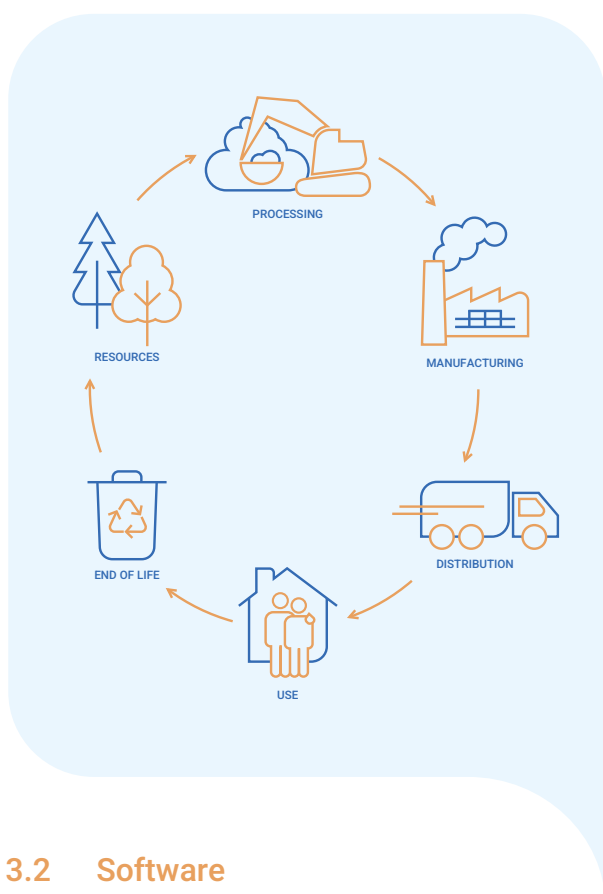 PROCESSING
RESOURCES
MANUFACTURING
DISTRIBUTION
END OF LIFE
USE
3.2 Software